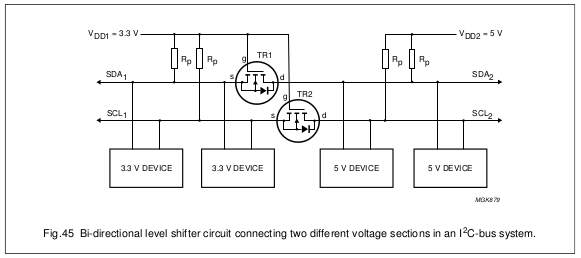 VDD1 = 3.3 V
VDD2 = 5 V
Rp
Rp
TR1
Rp
Rp
g
SDA1
s
d
SDA2
g
TR2
SCL1
s
d
SCL2
3.3 V DEVICE
3.3 V DEVICE
5 V DEVICE
5 V DEVICE
MGK879
Fig.45 Bi-directional level shifter circuit connecting two different voltage sections in an I2C-bus system.